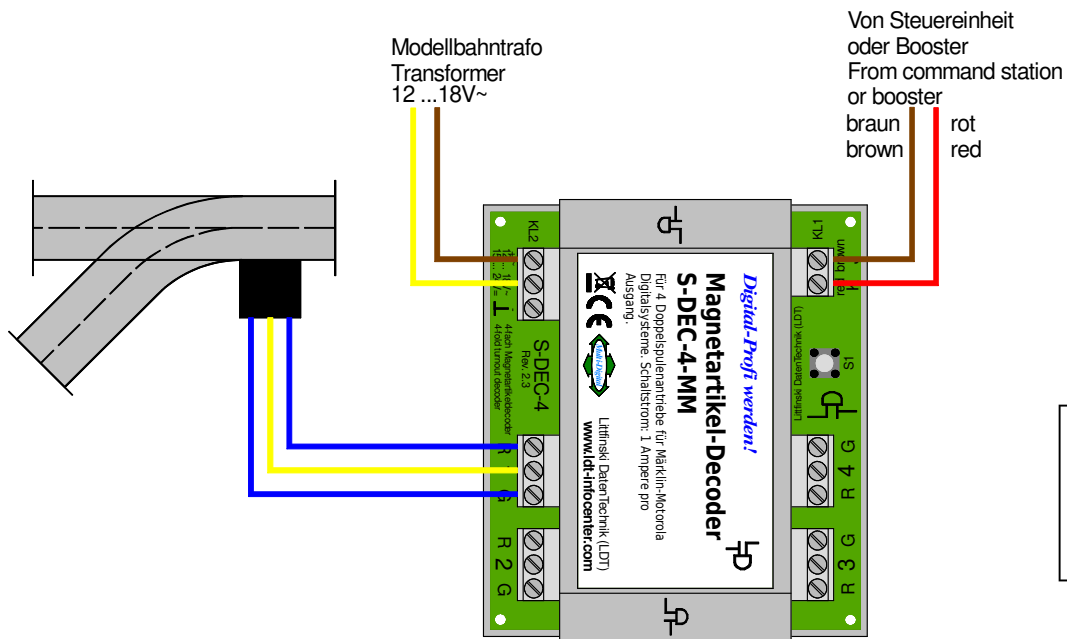 Modellbahntrafo
Transformer
12 ...18V~
Von Steuereinheit
oder Booster
From command station
or booster
braun rot
brown red
KL2
S-DEC-4
Rev. 2.3
4-fach Magnetartikeldecoder
4-fold turnout decoder
R
G
R 2 G
Digital-Profi werden!
Magnetartikel-Decoder
S-DEC-4-MM
Für 4 Doppelspulenantriebe für Märklin-Motorola
Digitalsysteme. Schaltstrom: 1 Ampere pro
Ausgang.
CE
Multi-Digital
Littfinski DatenTechnik (LDT)
www.ldt-infocenter.com
KL1
red brown
S1
Littfinski DatenTechnik (LDT)
R 4 G
R 3 G